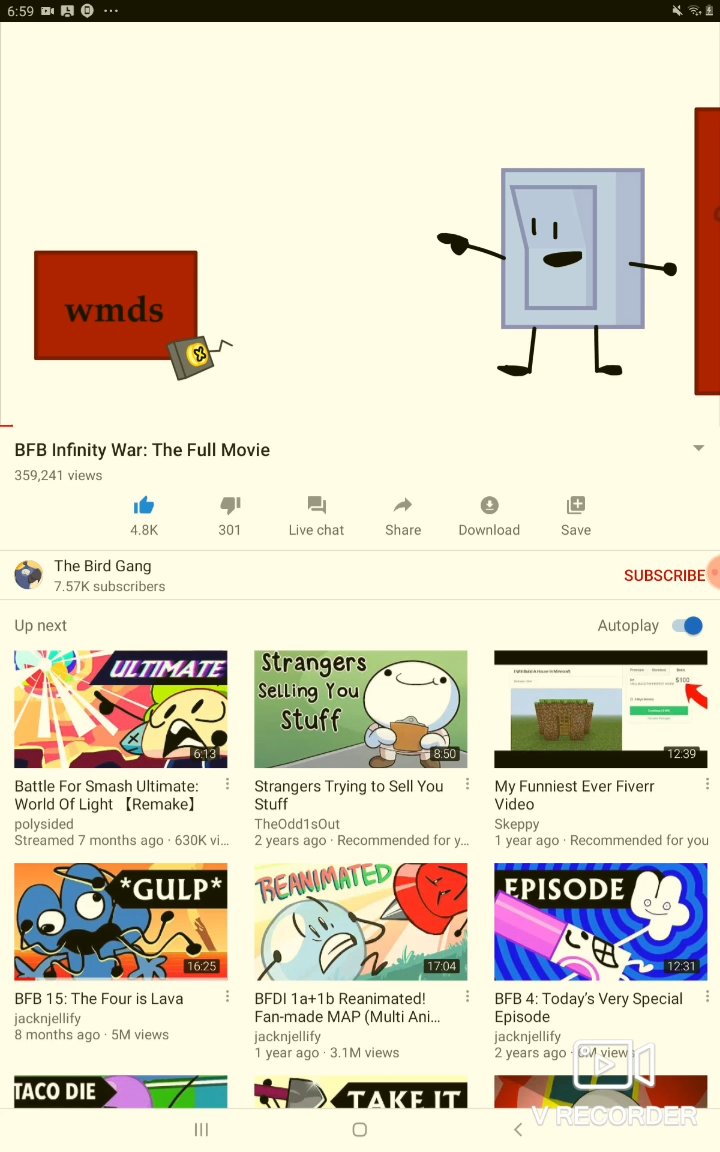 6:59
wmds
BFB Infinity War: The Full Movie
359,241 views
4.8K
301
Live chat
Share
Download
Save
The Bird Gang
7.57K subscribers
SUBSCRIBE
Up next
Autoplay
ULTIMATE
6:13
Battle For Smash Ultimate:
World Of Light 【Remake】
polysided
Streamed 7 months ago · 630K vi...
Strangers
Selling You
Stuff
8:50
Strangers Trying to Sell You
Stuff
TheOdd1sOut
2 years ago · Recommended for y...
$100
12:39
My Funniest Ever Fiverr
Video
Skeppy
1 year ago · Recommended for you
*GULP*
16:25
BFB 15: The Four is Lava
jacknjellify
8 months ago · 5M views
REANIMATED
17:04
BFDI 1a+1b Reanimated!
Fan-made MAP (Multi Ani...
jacknjellify
1 year ago · 3.1M views
EPISODE
12:31
BFB 4: Today's Very Special
Episode
jacknjellify
2 years ago · views
TACO DIE
TAKE IT
V RECORDER